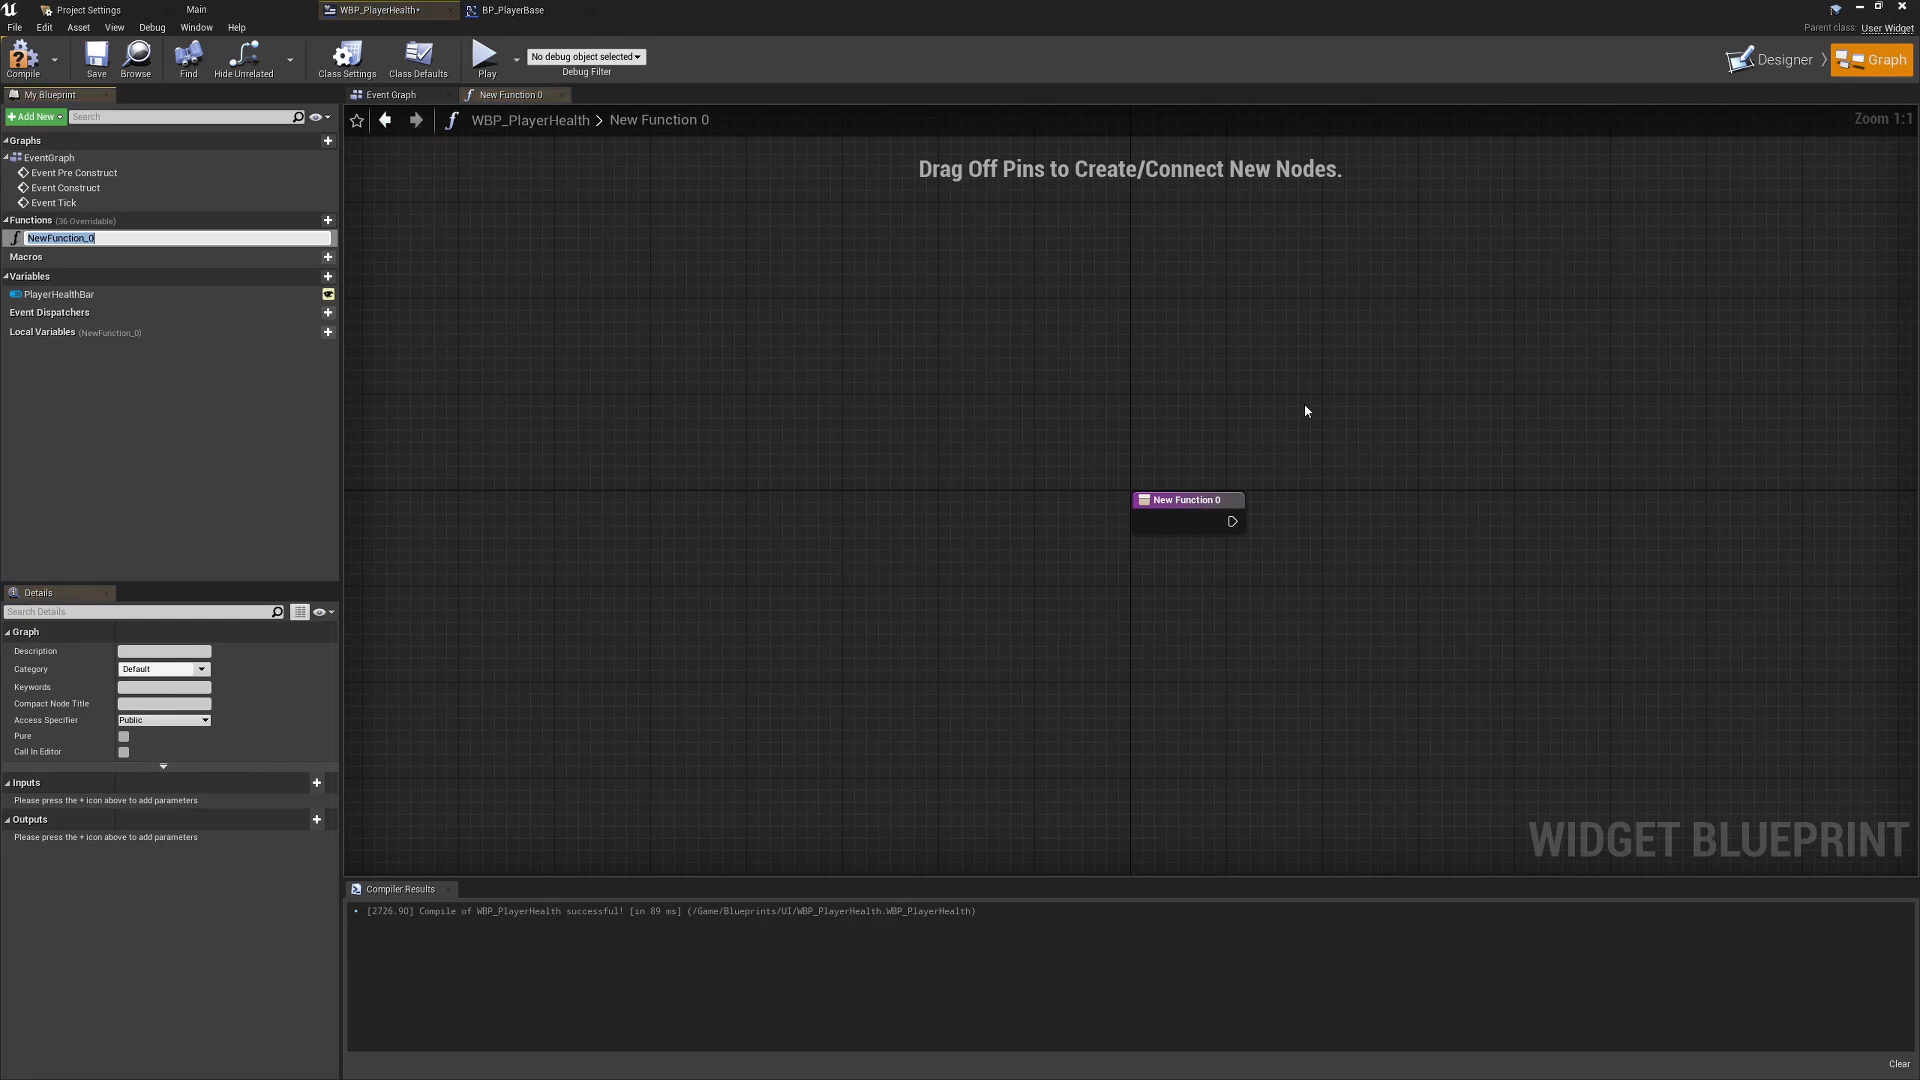 Project Settings
Main
WBP_PlayerHealth*
BP_PlayerBase
File
Edit
Asset
View
Debug
Window
Help
Parent class: User Widget
Compile
Save
Browse
Find
Hide Unrelated
Class Settings
Class Defaults
Play
No debug object selected
Debug Filter
Designer
Graph
My Blueprint
Event Graph
New Function 0
+ Add New
Search
WBP_PlayerHealth > New Function 0
Zoom 1:1
Graphs
EventGraph
Event Pre Construct
Event Construct
Event Tick
Functions (36 Overridable)
NewFunction_0
Macros
Variables
PlayerHealthBar
Event Dispatchers
Local Variables (NewFunction_0)
Drag Off Pins to Create/Connect New Nodes.
New Function 0
WIDGET BLUEPRINT
Details
Search Details
Graph
Description
Category
Default
Keywords
Compact Node Title
Access Specifier
Public
Pure
Call In Editor
Inputs
Please press the + icon above to add parameters
Outputs
Please press the + icon above to add parameters
Compiler Results
[2726.90] Compile of WBP_PlayerHealth successful! [in 89 ms] (/Game/Blueprints/UI/WBP_PlayerHealth.WBP_PlayerHealth)
Clear